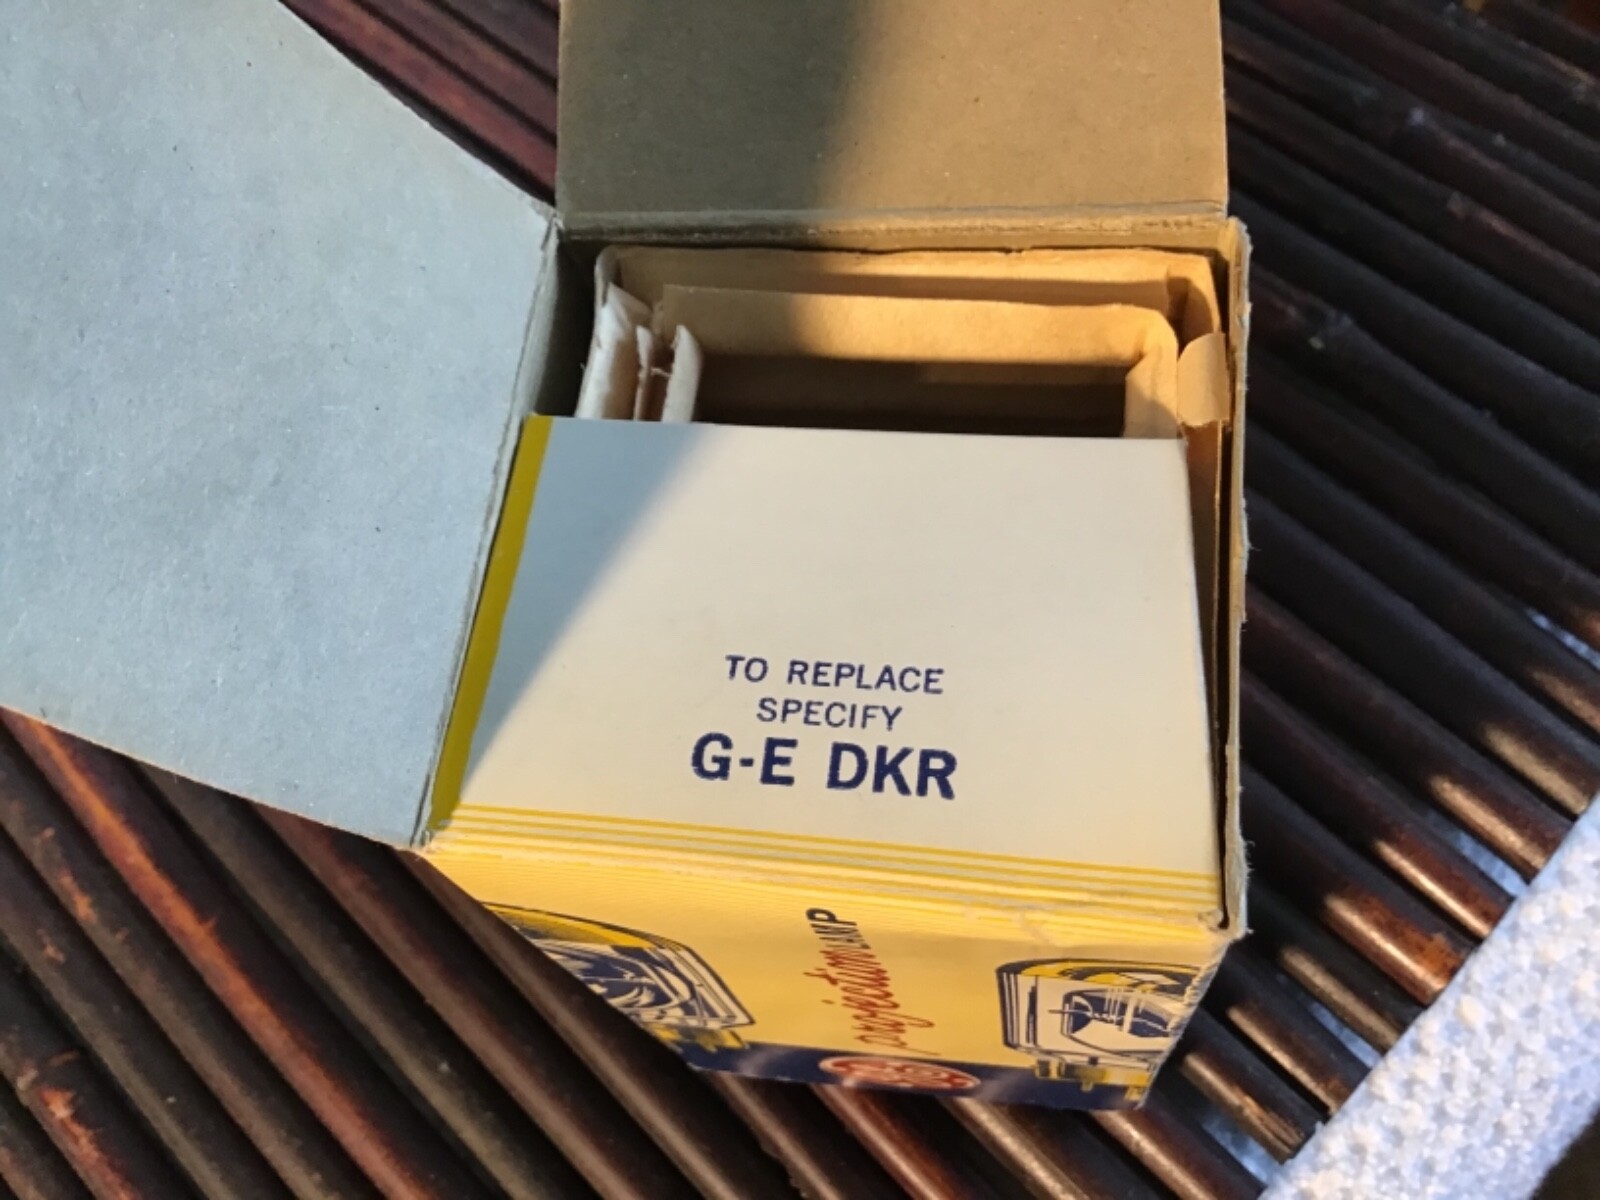 TO REPLACE
SPECIFY
G-E DKR
projection LAMP